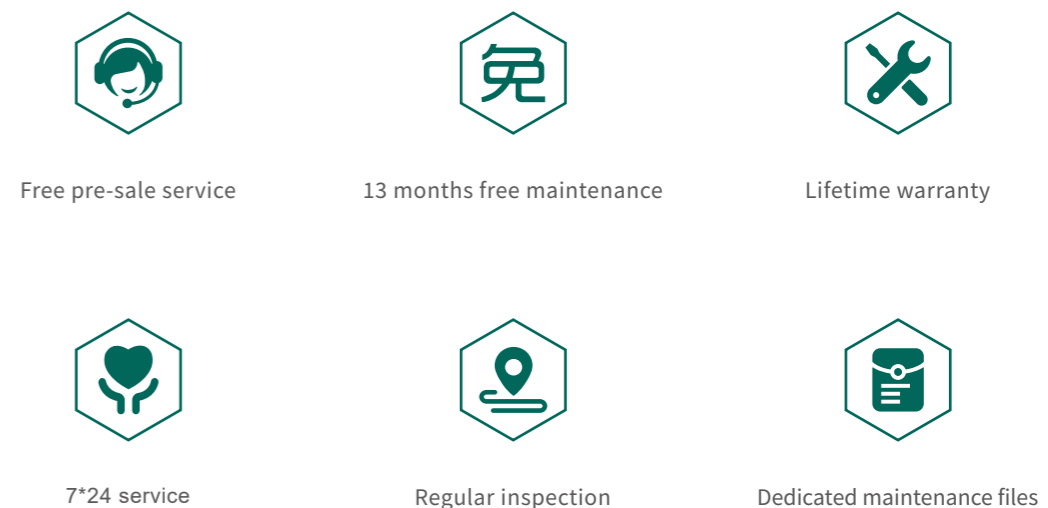 免
Free pre-sale service
13 months free maintenance
Lifetime warranty
7*24 service
Regular inspection
Dedicated maintenance files